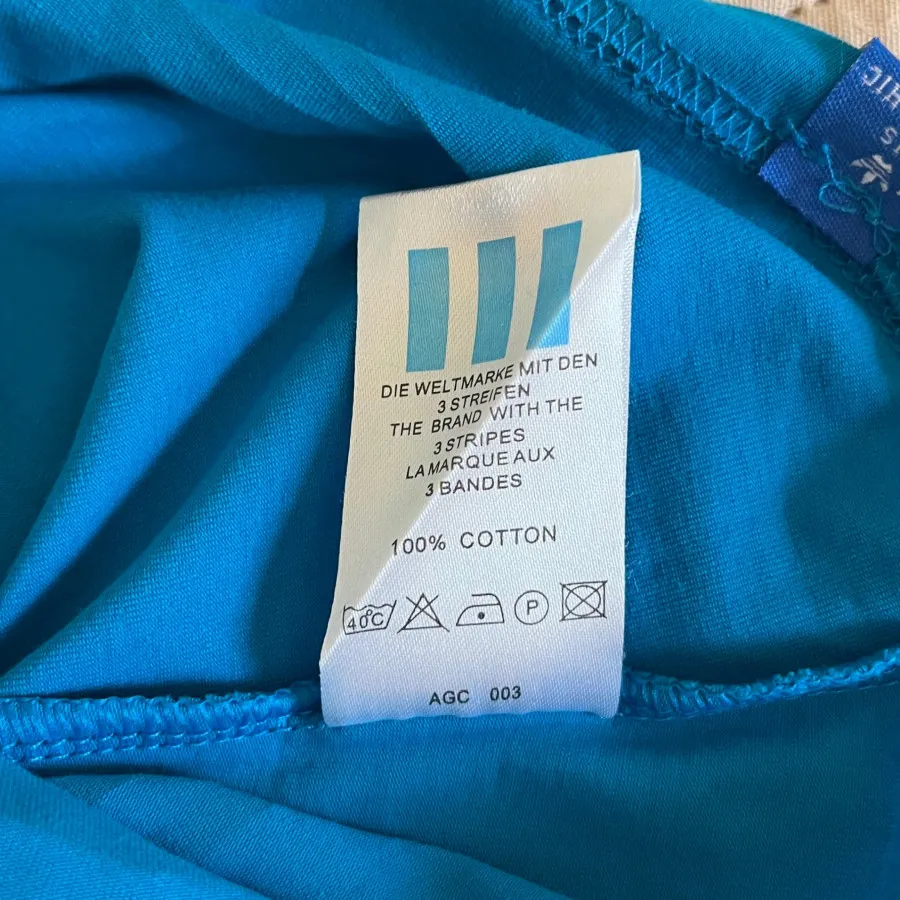 DIE WELTMARKE MIT DEN
3 STREIFEN
THE BRAND WITH THE
3 STRIPES
LA MARQUE AUX
3 BANDES
100% COTTON
40°C
P
AGC 003